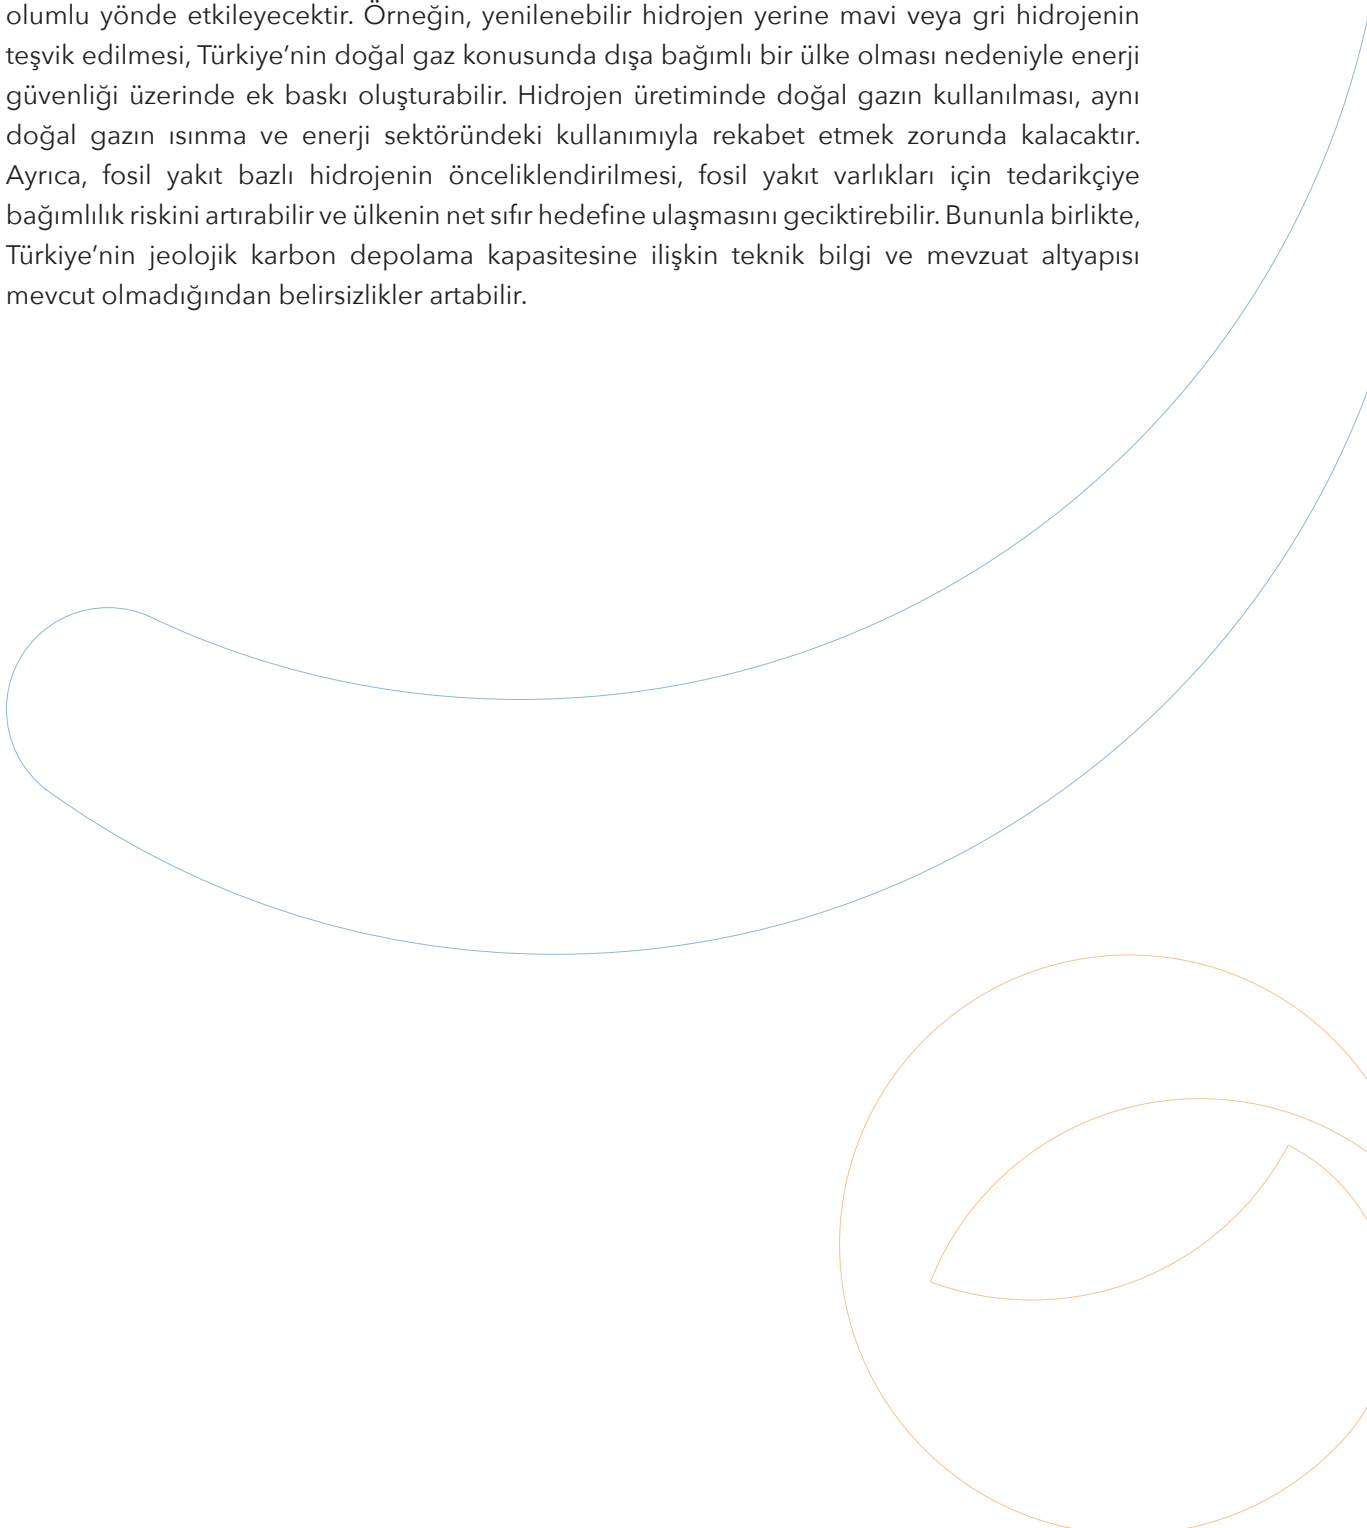 olumlu yönde etkileyecektir. Örneğin, yenilenebilir hidrojen yerine mavi veya gri hidrojenin
teşvik edilmesi, Türkiye’nin doğal gaz konusunda dışa bağımlı bir ülke olması nedeniyle enerji
güvenliği üzerinde ek baskı oluşturabilir. Hidrojen üretiminde doğal gazın kullanılması, aynı
doğal gazın ısınma ve enerji sektöründeki kullanımıyla rekabet etmek zorunda kalacaktır.
Ayrıca, fosil yakıt bazlı hidrojenin önceliklendirilmesi, fosil yakıt varlıkları için tedarikçiye
bağımlılık riskini artırabilir ve ülkenin net sıfır hedefine ulaşmasını geciktirebilir. Bununla birlikte,
Türkiye’nin jeolojik karbon depolama kapasitesine ilişkin teknik bilgi ve mevzuat altyapısı
mevcut olmadığından belirsizlikler artabilir.